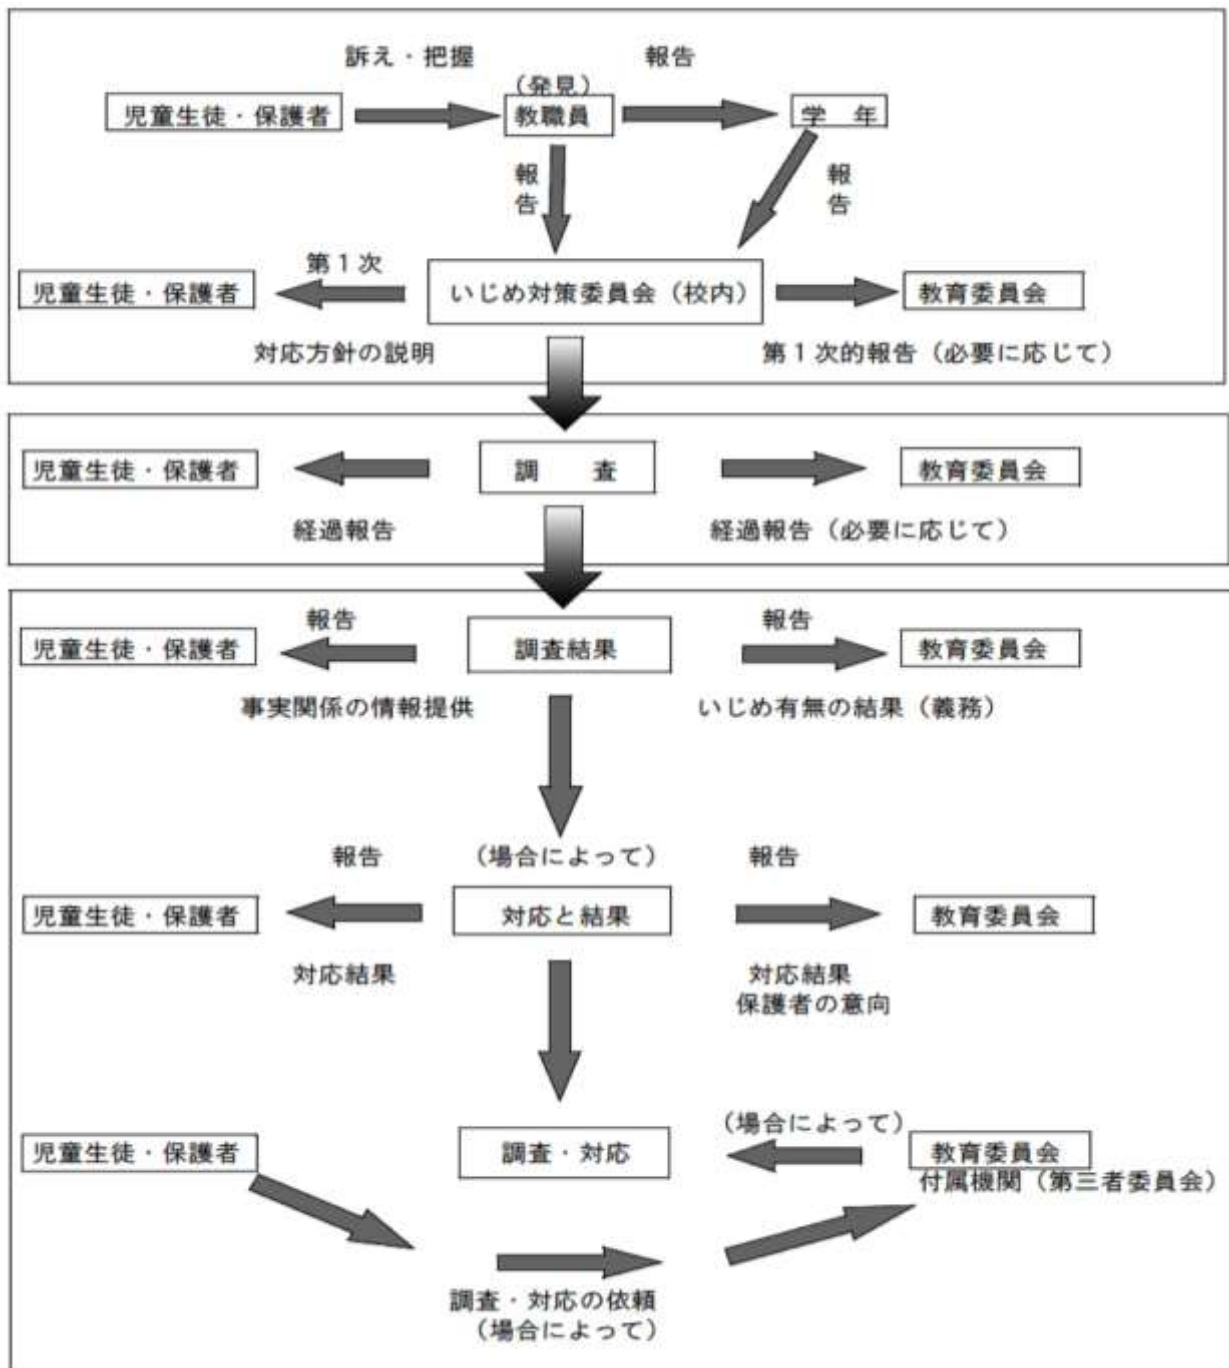 訴え・把握
(発見)
報告
児童生徒・保護者
教職員
学　年
報告
報告
第１次
児童生徒・保護者
いじめ対策委員会（校内）
教育委員会
対応方針の説明
第１次的報告（必要に応じて）
児童生徒・保護者
調　　査
教育委員会
経過報告
経過報告（必要に応じて）
報告
報告
児童生徒・保護者
調査結果
教育委員会
事実関係の情報提供
いじめ有無の結果（義務）
報告
（場合によって）
報告
児童生徒・保護者
対応と結果
教育委員会
対応結果
対応結果
保護者の意向
（場合によって）
児童生徒・保護者
調査・対応
教育委員会
付属機関（第三者委員会）
調査・対応の依頼
（場合によって）